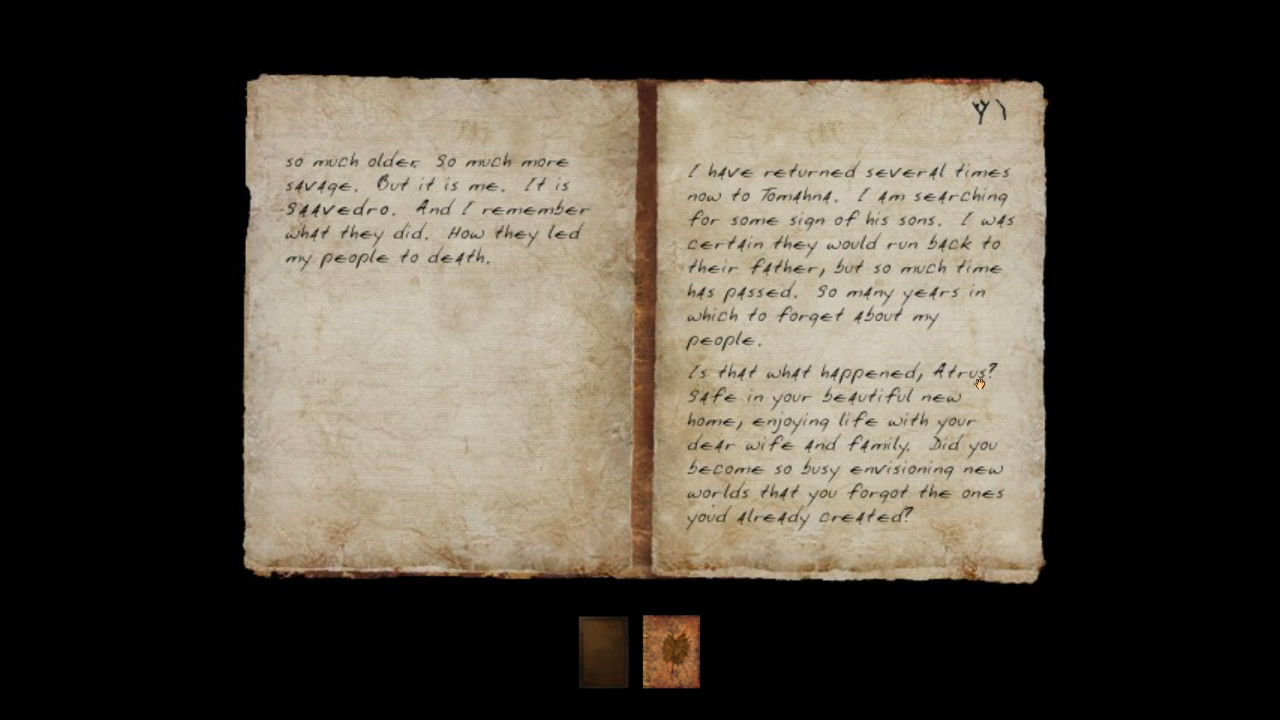 so much older. So much more
savage. But it is me. It is
Saavedro. And I remember
what they did. How they led
my people to death.
I have returned several times
now to Tomahna. I am searching
for some sign of his sons. I was
certain they would run back to
their father, but so much time
has passed. So many years in
which to forget about my
people.
Is that what happened, Atrus?
Safe in your beautiful new
home, enjoying life with your
dear wife and family. Did you
become so busy envisioning new
worlds that you forgot the ones
you'd already created?